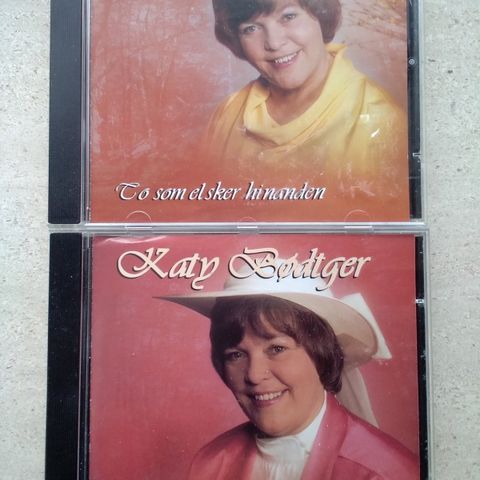 To som elsker hinanden
Katy Bødtger